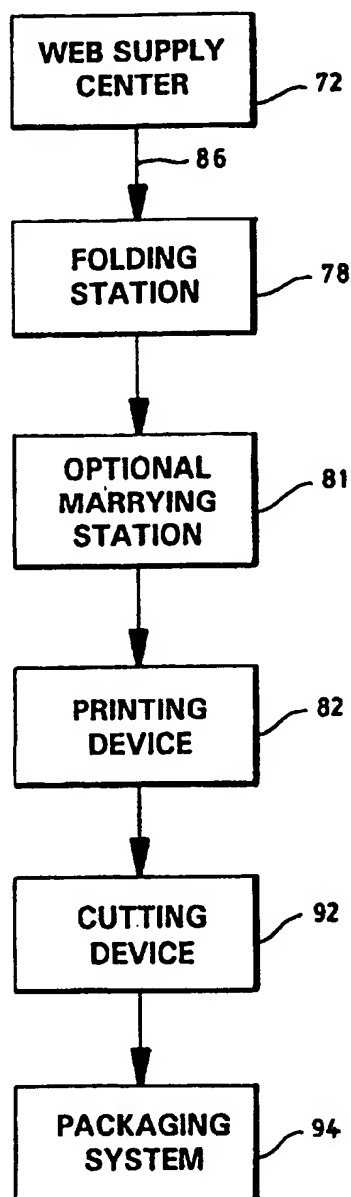 WEB SUPPLY
CENTER
72
86
FOLDING
STATION
78
OPTIONAL
MARRYING
STATION
81
PRINTING
DEVICE
82
CUTTING
DEVICE
92
PACKAGING
SYSTEM
94